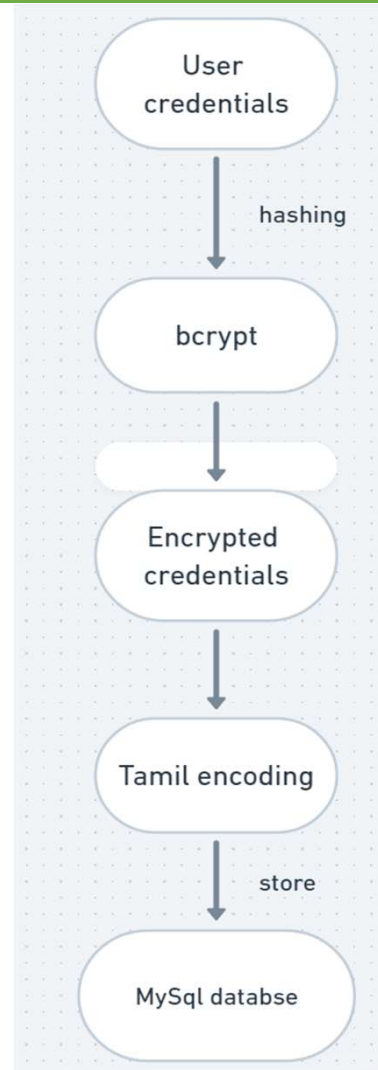 User
credentials
hashing
bcrypt
Encrypted
credentials
Tamil encoding
store
MySql databse